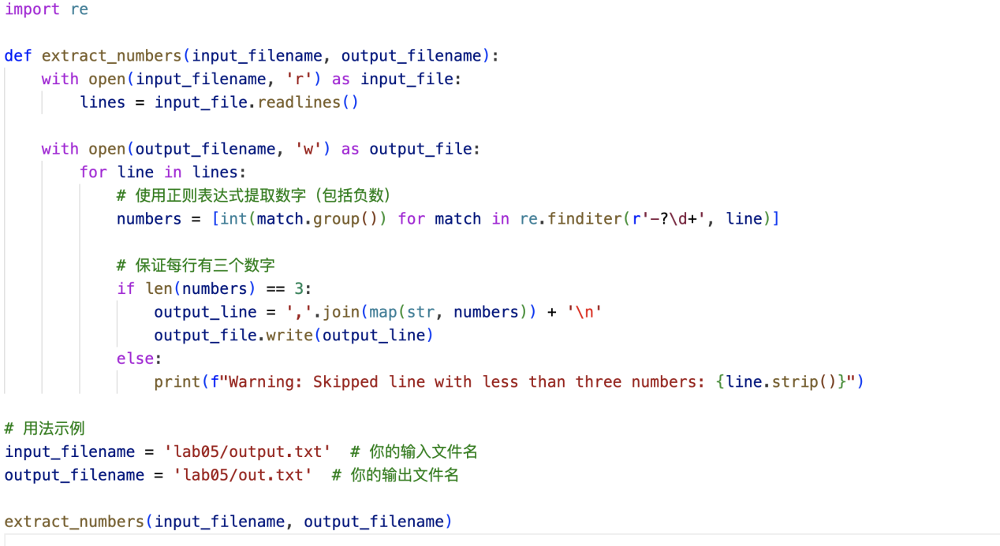 import re
def extract_numbers(input_filename, output_filename):
    with open(input_filename, 'r') as input_file:
        lines = input_file.readlines()
    with open(output_filename, 'w') as output_file:
        for line in lines:
            # 使用正则表达式提取数字（包括负数）
            numbers = [int(match.group()) for match in re.finditer(r'-?\d+', line)]
            # 保证每行有三个数字
            if len(numbers) == 3:
                output_line = ','.join(map(str, numbers)) + '\n'
                output_file.write(output_line)
            else:
                print(f"Warning: Skipped line with less than three numbers: {line.strip()}")
# 用法示例
input_filename = 'lab05/output.txt'  # 你的输入文件名
output_filename = 'lab05/out.txt'  # 你的输出文件名
extract_numbers(input_filename, output_filename)